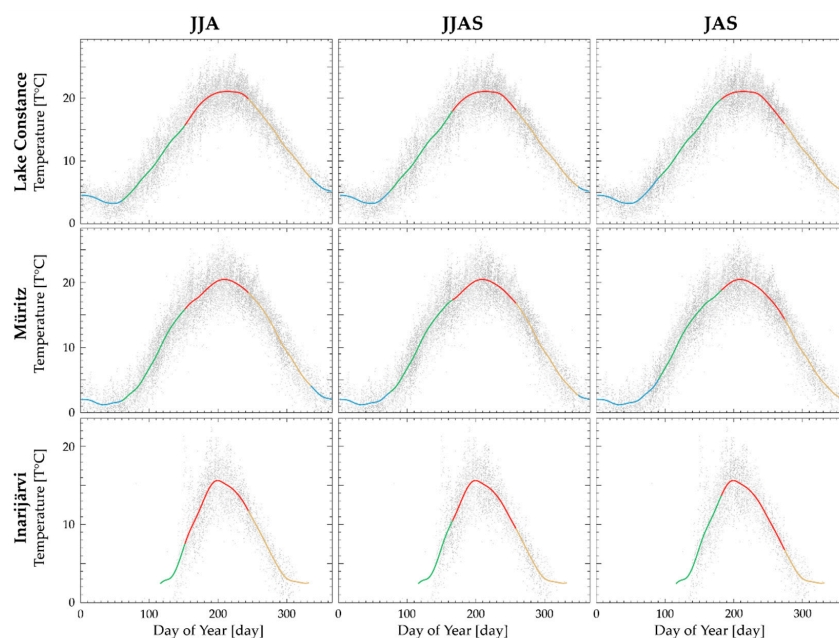 JJA JJAS JAS
Lake Constance
Temperature [T°C]
20
10
0
Müritz
Temperature [T°C]
20
10
0
Inarijärvi
Temperature [T°C]
20
10
0
0 100 200 300 0 100 200 300 0 100 200 300
Day of Year [day] Day of Year [day] Day of Year [day]